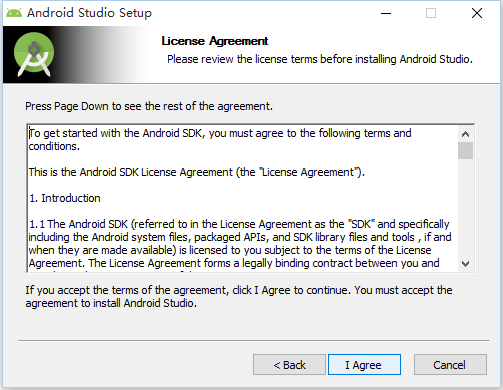 Android Studio Setup
License Agreement
Please review the license terms before installing Android Studio.
Press Page Down to see the rest of the agreement.
To get started with the Android SDK, you must agree to the following terms and
conditions.
This is the Android SDK License Agreement (the "License Agreement").
1. Introduction
1.1 The Android SDK (referred to in the License Agreement as the "SDK" and specifically
including the Android system files, packaged APIs, and SDK library files and tools , if and
when they are made available) is licensed to you subject to the terms of the License
Agreement. The License Agreement forms a legally binding contract between you and
If you accept the terms of the agreement, click I Agree to continue. You must accept the
agreement to install Android Studio.
< Back
I Agree
Cancel